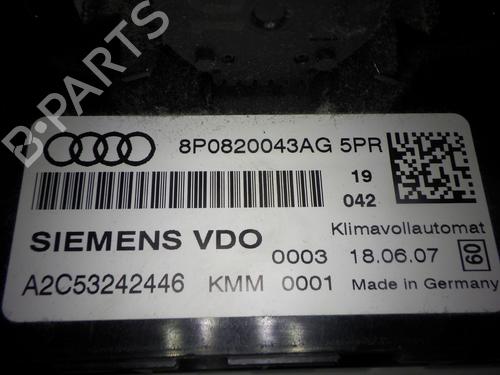 8P0820043AG 5PR
19
042
Klimavollautomat
SIEMENS VDO 0003 18.06.07 60
A2C53242446 KMM 0001 Made in Germany
B-PARTS